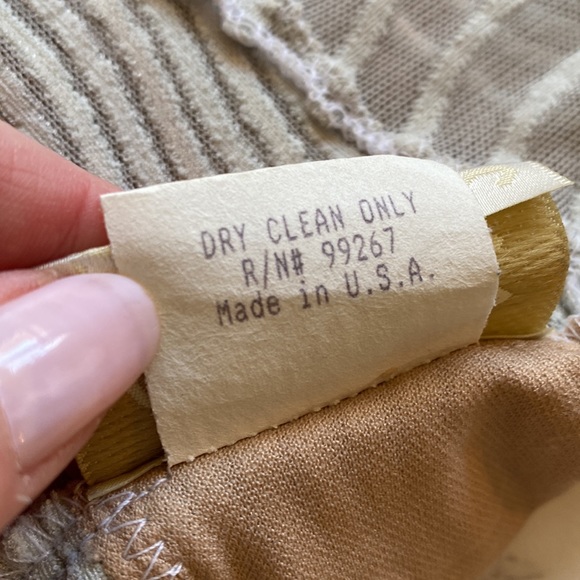 DRY CLEAN ONLY
R/N# 99267
Made in U.S.A.